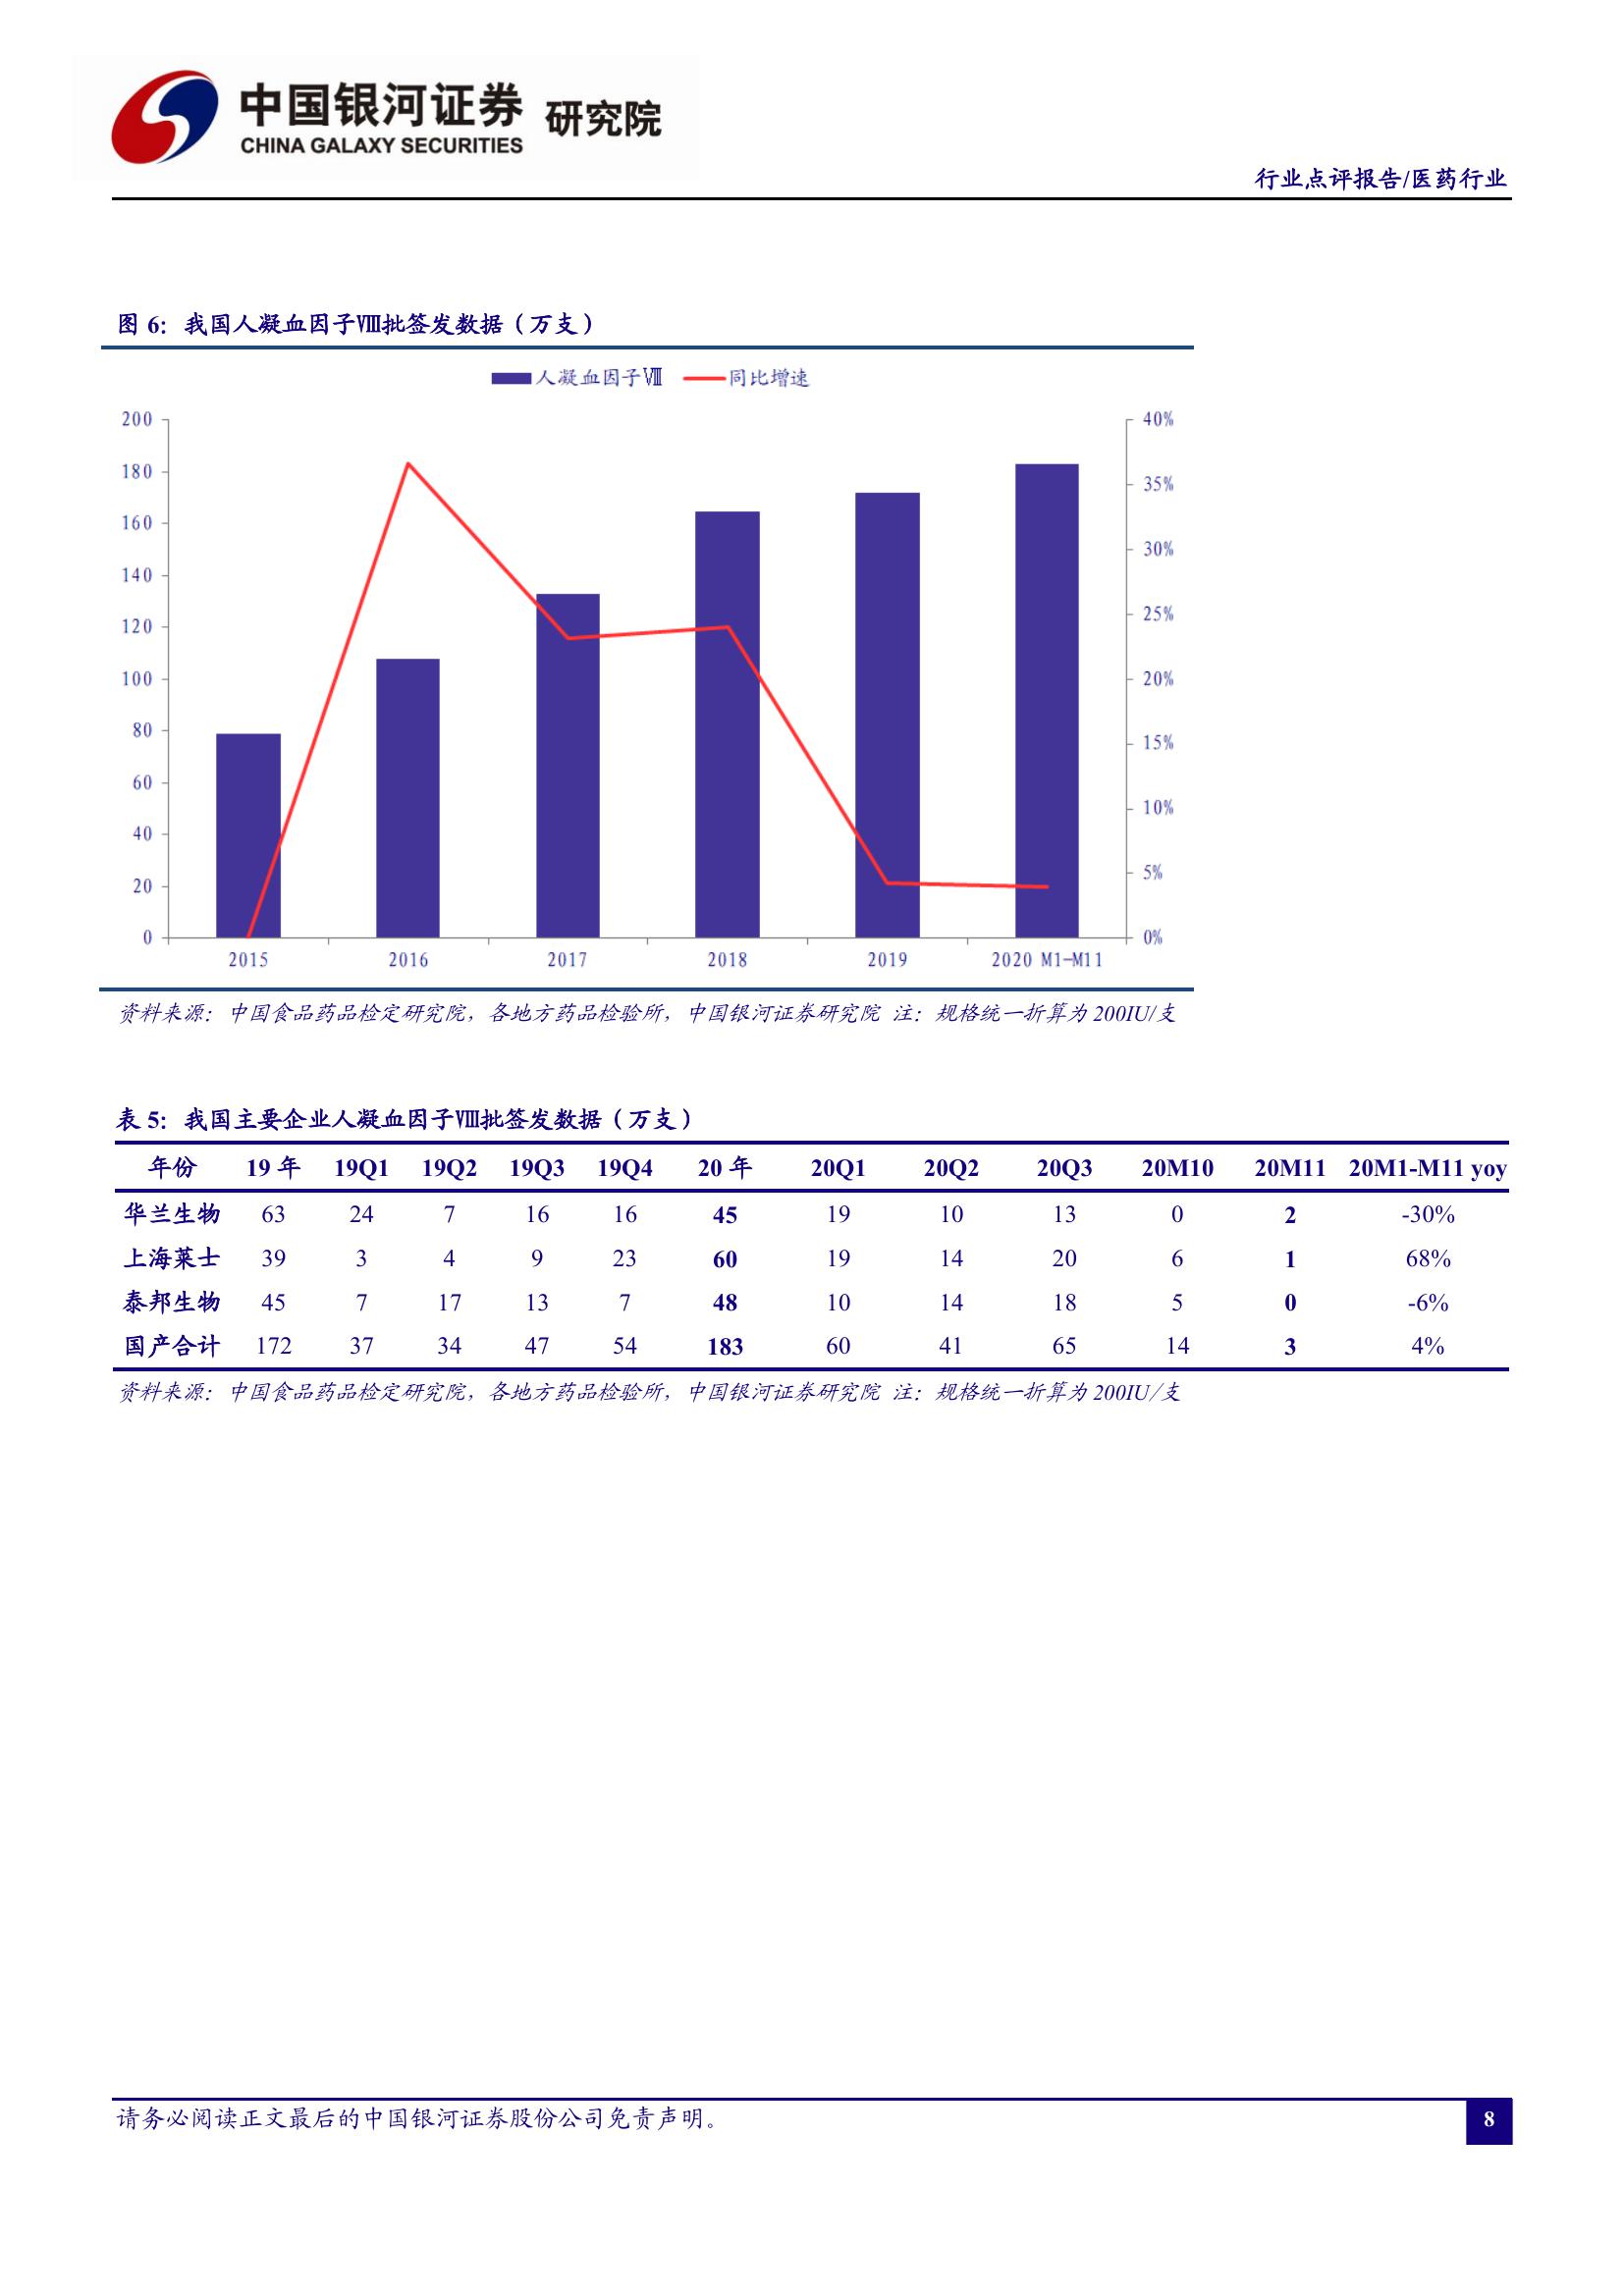 中国银河证券 研究院
CHINA GALAXY SECURITIES
行业点评报告/医药行业
图 6：我国人凝血因子Ⅷ批签发数据（万支）
人凝血因子Ⅷ 同比增速
200 40%
180 35%
160 30%
140 25%
120 20%
100 15%
80 10%
60 5%
40 0%
20
0
2015 2016 2017 2018 2019 2020 M1-M11
资料来源：中国食品药品检定研究院，各地方药品检验所，中国银河证券研究院 注：规格统一折算为 200IU/支
表 5：我国主要企业人凝血因子Ⅷ批签发数据（万支）
年份 19 年 19Q1 19Q2 19Q3 19Q4 20 年 20Q1 20Q2 20Q3 20M10 20M11 20M1-M11 yoy
华兰生物 63 24 7 16 16 45 19 10 13 0 2 -30%
上海莱士 39 3 4 9 23 60 19 14 20 6 1 68%
泰邦生物 45 7 17 13 7 48 10 14 18 5 0 -6%
国产合计 172 37 34 47 54 183 60 41 65 14 3 4%
资料来源：中国食品药品检定研究院，各地方药品检验所，中国银河证券研究院 注：规格统一折算为 200IU/支
请务必阅读正文最后的中国银河证券股份公司免责声明。
8